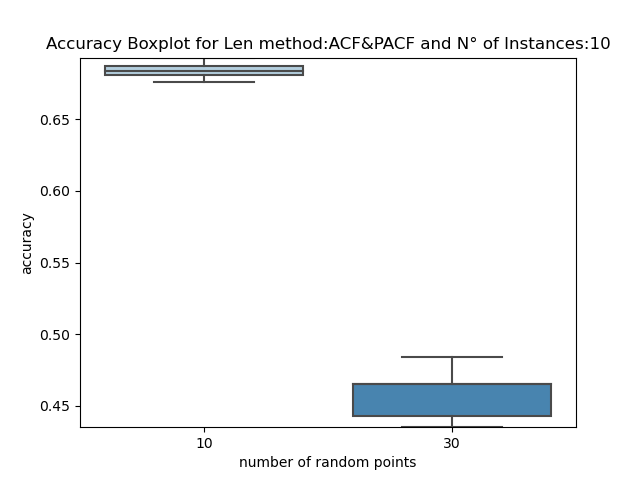 Accuracy Boxplot for Len method:ACF&PACF and N° of Instances:10
0.65
0.60
0.55
0.50
0.45
accuracy
10 30
number of random points